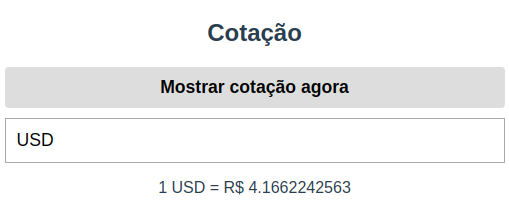 Cotação
Mostrar cotação agora
USD
1 USD = R$ 4.1662242563